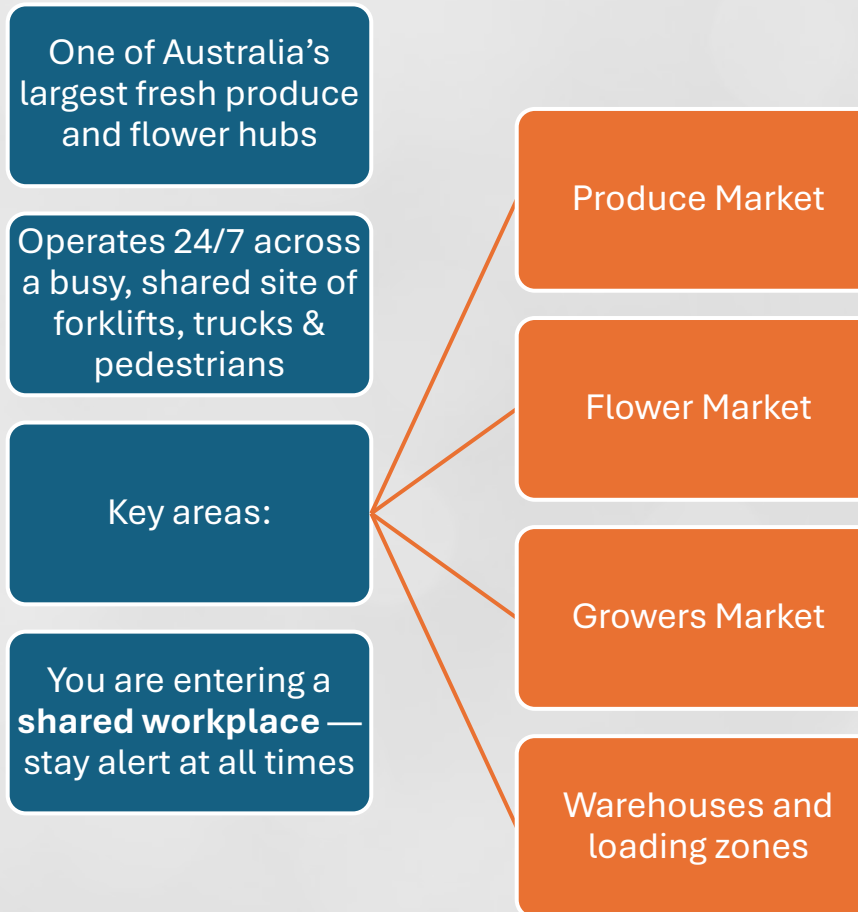 One of Australia’s
largest fresh produce
and flower hubs
Operates 24/7 across
a busy, shared site of
forklifts, trucks &
pedestrians
Key areas:
Produce Market
Flower Market
Growers Market
Warehouses and
loading zones
You are entering a
shared workplace —
stay alert at all times